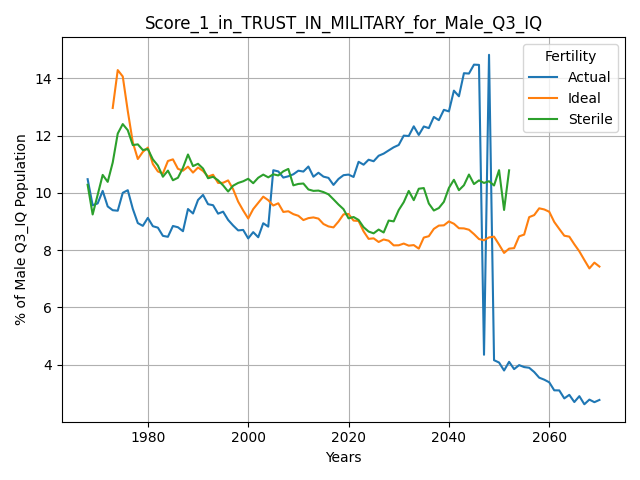 Score_1_in_TRUST_IN_MILITARY_for_Male_Q3_IQ
Fertility
Actual
Ideal
Sterile
% of Male Q3_IQ Population
14
12
10
8
6
4
1980
2000
2020
2040
2060
Years